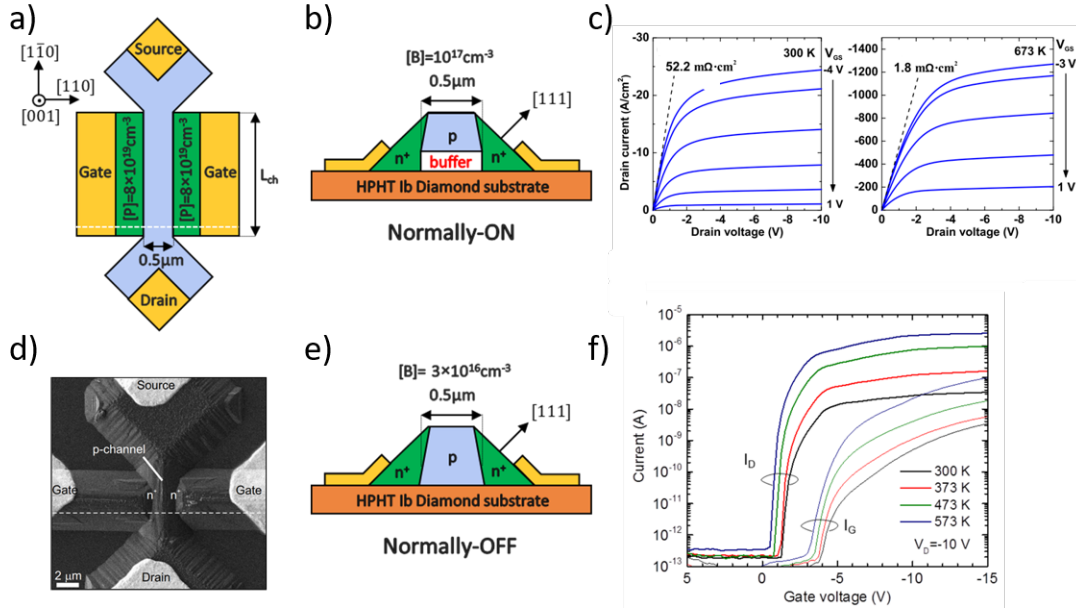 a)
[11̄0]
[110]
[001]
Source
Gate
[P]=8×10¹⁹cm⁻³
[P]=8×10¹⁹cm⁻³
Gate
L_ch
0.5μm
Drain
b)
[B]=10¹⁷cm⁻³
0.5μm
[111]
p
n⁺
buffer
n⁺
HPHT Ib Diamond substrate
Normally-ON
c)
-30
-20
-10
0
Drain current (A/cm²)
52.2 mΩ·cm²
300 K
V_GS
-4 V
1 V
0 -2 -4 -6 -8 -10
Drain voltage (V)
-1400
-1200
-1000
-800
-600
-400
-200
0
1.8 mΩ·cm²
673 K
V_GS
-3 V
1 V
0 -2 -4 -6 -8 -10
Drain voltage (V)
d)
Source
p-channel
Gate
n⁺
n⁺
Gate
2 μm
Drain
e)
[B]= 3×10¹⁶cm⁻³
0.5μm
[111]
n⁺
p
n⁺
HPHT Ib Diamond substrate
Normally-OFF
f)
10⁻⁵
10⁻⁶
10⁻⁷
10⁻⁸
10⁻⁹
10⁻¹⁰
10⁻¹¹
10⁻¹²
10⁻¹³
Current (A)
I_D
I_G
300 K
373 K
473 K
573 K
V_D=-10 V
5 0 -5 -10 -15
Gate voltage (V)